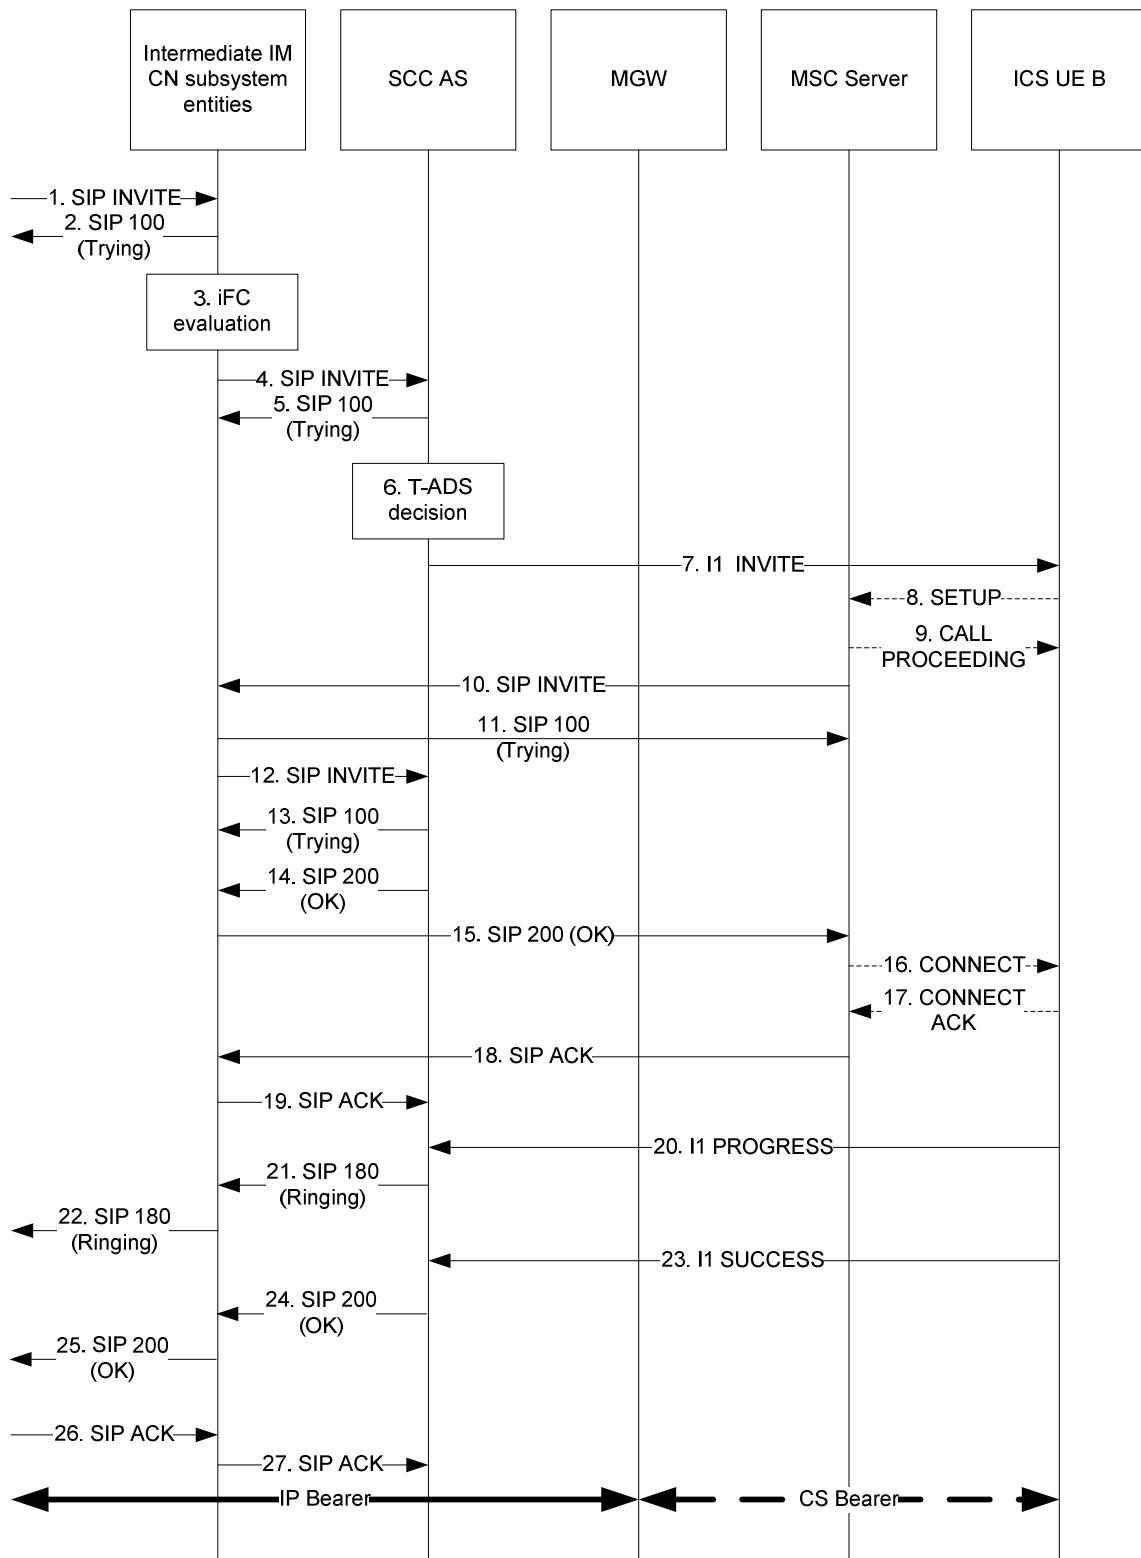 Intermediate IM
CN subsystem
entities
SCC AS
MGW
MSC Server
ICS UE B
1. SIP INVITE
2. SIP 100
(Trying)
3. iFC
evaluation
4. SIP INVITE
5. SIP 100
(Trying)
6. T-ADS
decision
7. I1 INVITE
8. SETUP
9. CALL
PROCEEDING
10. SIP INVITE
11. SIP 100
(Trying)
12. SIP INVITE
13. SIP 100
(Trying)
14. SIP 200
(OK)
15. SIP 200 (OK)
16. CONNECT
17. CONNECT
ACK
18. SIP ACK
19. SIP ACK
20. I1 PROGRESS
21. SIP 180
(Ringing)
22. SIP 180
(Ringing)
23. I1 SUCCESS
24. SIP 200
(OK)
25. SIP 200
(OK)
26. SIP ACK
27. SIP ACK
IP Bearer
CS Bearer